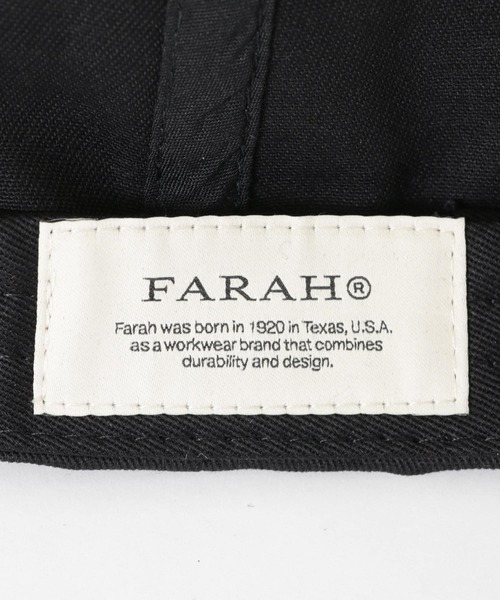 FARAH®
Farah was born in 1920 in Texas, U.S.A.
as a workwear brand that combines
durability and design.